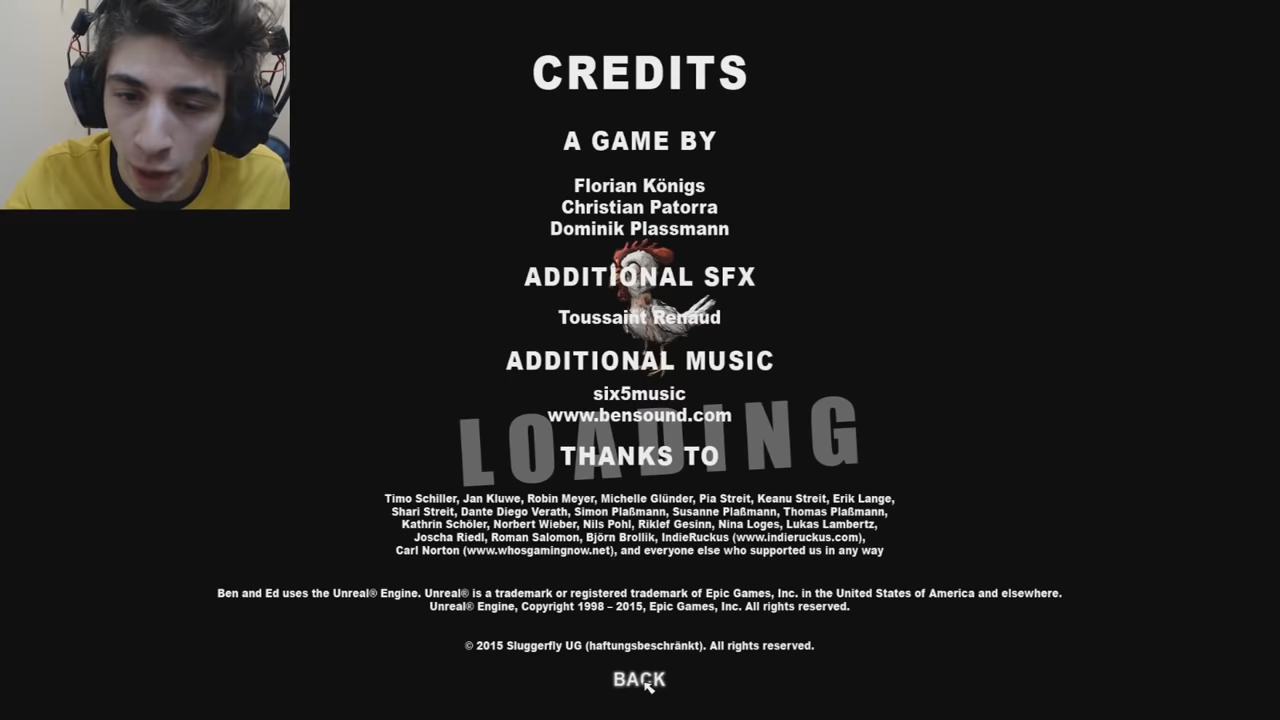 CREDITS
A GAME BY
Florian Königs
Christian Patorra
Dominik Plassmann
ADDITIONAL SFX
Toussaint Renaud
ADDITIONAL MUSIC
six5music
www.bensound.com
LOADING
THANKS TO
Timo Schiller, Jan Kluwe, Robin Meyer, Michelle Glünder, Pia Streit, Keanu Streit, Erik Lange,
Shari Streit, Dante Diego Verath, Simon Plaßmann, Susanne Plaßmann, Thomas Plaßmann,
Kathrin Schöler, Norbert Wieber, Nils Pohl, Riklef Gesinn, Nina Loges, Lukas Lambertz,
Joscha Riedl, Roman Salomon, Björn Brollik, IndieRuckus (www.indieruckus.com),
Carl Norton (www.whosgamingnow.net), and everyone else who supported us in any way
Ben and Ed uses the Unreal® Engine. Unreal® is a trademark or registered trademark of Epic Games, Inc. in the United States of America and elsewhere.
Unreal® Engine, Copyright 1998 – 2015, Epic Games, Inc. All rights reserved.
© 2015 Sluggerfly UG (haftungsbeschränkt). All rights reserved.
BACK